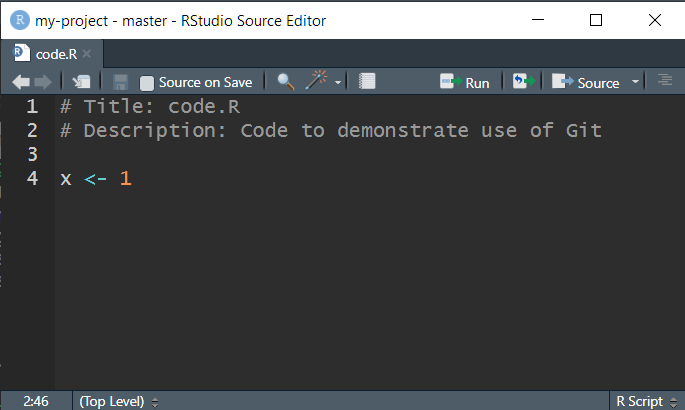 R my-project - master - RStudio Source Editor
R code.R ×
Source on Save Run Source
1 # Title: code.R
2 # Description: Code to demonstrate use of Git
3
4 x <- 1
2:46 (Top Level) R Script